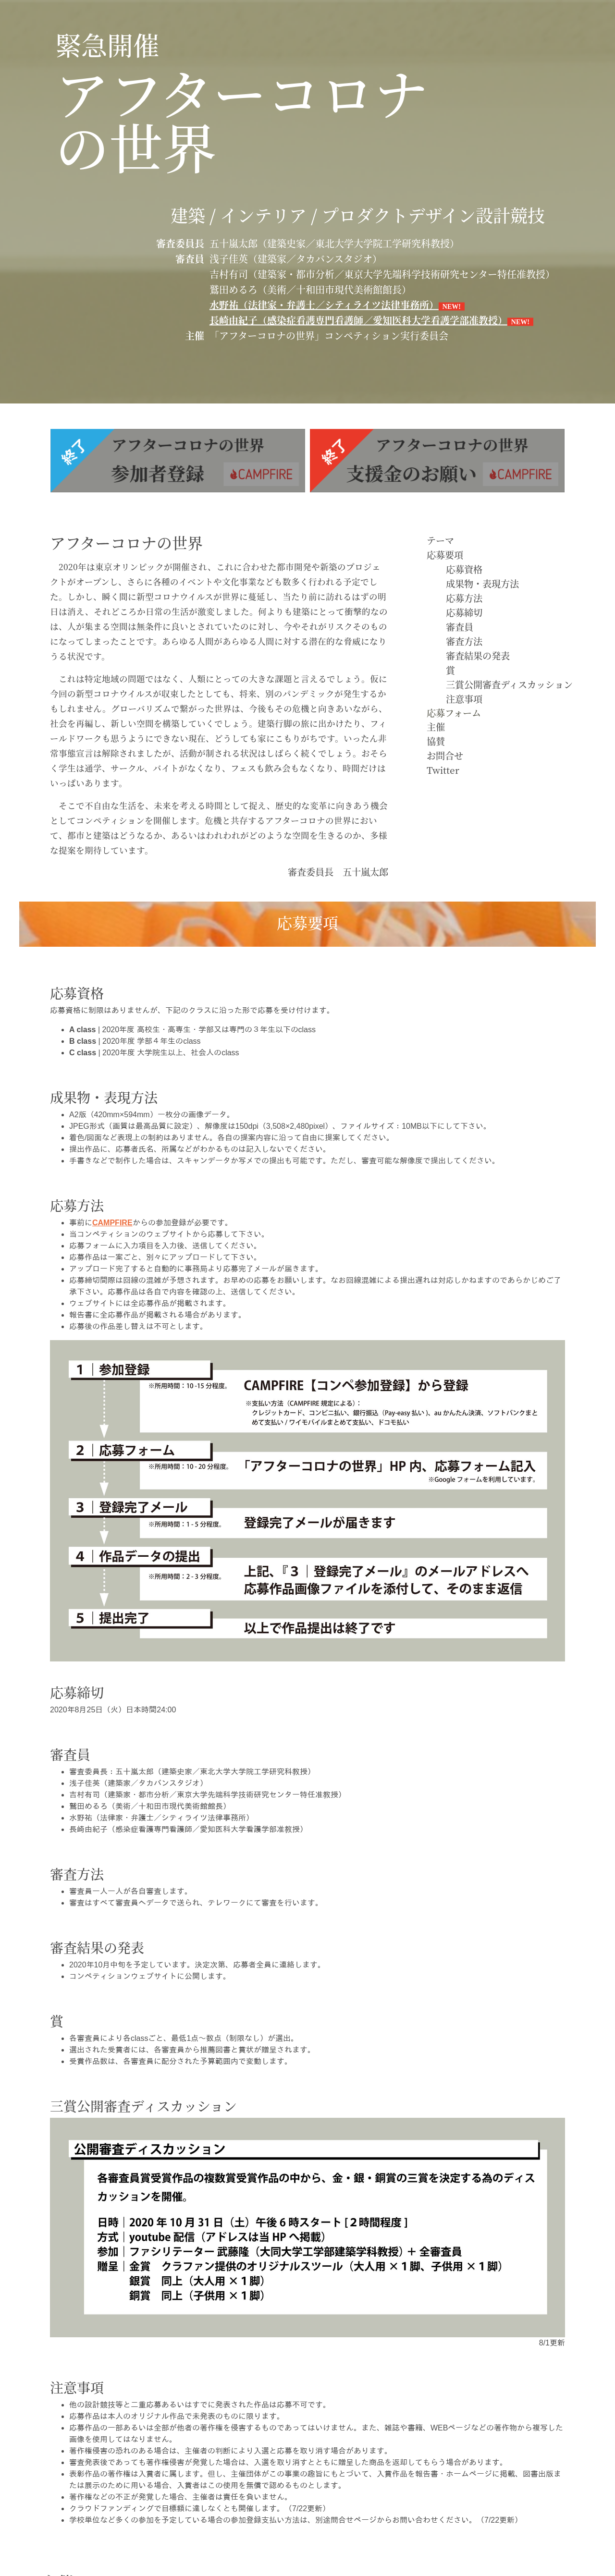 緊急開催
アフターコロナ
の世界
建築 / インテリア / プロダクトデザイン設計競技
審査委員長 五十嵐太郎（建築史家／東北大学大学院工学研究科教授）
審査員 浅子佳英（建築家／タカバンスタジオ）
吉村有司（建築家・都市分析／東京大学先端科学技術研究センター特任准教授）
鷲田めるろ（美術／十和田市現代美術館館長）
水野祐（法律家・弁護士／シティライツ法律事務所） NEW!
長崎由紀子（感染症看護専門看護師／愛知医科大学看護学部准教授） NEW!
主催 「アフターコロナの世界」コンペティション実行委員会
終了 アフターコロナの世界
参加者登録 CAMPFIRE
終了 アフターコロナの世界
支援金のお願い CAMPFIRE
アフターコロナの世界
2020年は東京オリンピックが開催され、これに合わせた都市開発や新築のプロジェ
クトがオープンし、さらに各種のイベントや文化事業なども数多く行われる予定でし
た。しかし、瞬く間に新型コロナウイルスが世界に蔓延し、当たり前に訪れるはずの明
日は消え、それどころか日常の生活が激変しました。何よりも建築にとって衝撃的なの
は、人が集まる空間は無条件に良いとされていたのに対し、今やそれがリスクそのもの
になってしまったことです。あらゆる人間があらゆる人間に対する潜在的な脅威になり
うる状況です。
これは特定地域の問題ではなく、人類にとっての大きな課題と言えるでしょう。仮に
今回の新型コロナウイルスが収束したとしても、将来、別のパンデミックが発生するか
もしれません。グローバリズムで繋がった世界は、今後もその危機と向きあいながら、
社会を再編し、新しい空間を構築していくでしょう。建築行脚の旅に出かけたり、フィ
ールドワークも思うようにできない現在、どうしても家にこもりがちです。いったん非
常事態宣言は解除されましたが、活動が制される状況はしばらく続くでしょう。おそら
く学生は通学、サークル、バイトがなくなり、フェスも飲み会もなくなり、時間だけは
いっぱいあります。
そこで不自由な生活を、未来を考える時間として捉え、歴史的な変革に向きあう機会
としてコンペティションを開催します。危機と共存するアフターコロナの世界におい
て、都市と建築はどうなるか、あるいはわれわれがどのような空間を生きるのか、多様
な提案を期待しています。
審査委員長　五十嵐太郎
テーマ
応募要項
応募資格
成果物・表現方法
応募方法
応募締切
審査員
審査方法
審査結果の発表
賞
三賞公開審査ディスカッション
注意事項
応募フォーム
主催
協賛
お問合せ
Twitter
応募要項
応募資格
応募資格に制限はありませんが、下記のクラスに沿った形で応募を受け付けます。
A class | 2020年度 高校生・高専生・学部又は専門の３年生以下のclass
B class | 2020年度 学部４年生のclass
C class | 2020年度 大学院生以上、社会人のclass
成果物・表現方法
A2版（420mm×594mm）一枚分の画像データ。
JPEG形式（画質は最高品質に設定）、解像度は150dpi（3,508×2,480pixel）、ファイルサイズ：10MB以下にして下さい。
着色/図面など表現上の制約はありません。各自の提案内容に沿って自由に提案してください。
提出作品に、応募者氏名、所属などがわかるものは記入しないでください。
手書きなどで制作した場合は、スキャンデータか写メでの提出も可能です。ただし、審査可能な解像度で提出してください。
応募方法
事前にCAMPFIREからの参加登録が必要です。
当コンペティションのウェブサイトから応募して下さい。
応募フォームに入力項目を入力後、送信してください。
応募作品は一案ごと、別々にアップロードして下さい。
アップロード完了すると自動的に事務局より応募完了メールが届きます。
応募締切間際は回線の混雑が予想されます。お早めの応募をお願いします。なお回線混雑による提出遅れは対応しかねますのであらかじめご了
承下さい。応募作品は各自で内容を確認の上、送信してください。
ウェブサイトには全応募作品が掲載されます。
報告書に全応募作品が掲載される場合があります。
応募後の作品差し替えは不可とします。
１｜参加登録
※所用時間：10 -15 分程度。 CAMPFIRE【コンペ参加登録】から登録
※支払い方法（CAMPFIRE 規定による）：
クレジットカード、コンビニ払い、銀行振込（Pay-easy 払い）、au かんたん決済、ソフトバンクまと
めて支払い / ワイモバイルまとめて支払い、ドコモ払い
２｜応募フォーム
※所用時間：10 - 20 分程度。 「アフターコロナの世界」HP 内、応募フォーム記入
※Google フォームを利用しています。
３｜登録完了メール
※所用時間：1 - 5 分程度。 登録完了メールが届きます
４｜作品データの提出
※所用時間：2 - 3 分程度。 上記、『３｜登録完了メール』のメールアドレスへ
応募作品画像ファイルを添付して、そのまま返信
５｜提出完了
以上で作品提出は終了です
応募締切
2020年8月25日（火）日本時間24:00
審査員
審査委員長：五十嵐太郎（建築史家／東北大学大学院工学研究科教授）
浅子佳英（建築家／タカバンスタジオ）
吉村有司（建築家・都市分析／東京大学先端科学技術研究センター特任准教授）
鷲田めるろ（美術／十和田市現代美術館館長）
水野祐（法律家・弁護士／シティライツ法律事務所）
長崎由紀子（感染症看護専門看護師／愛知医科大学看護学部准教授）
審査方法
審査員一人一人が各自審査します。
審査はすべて審査員へデータで送られ、テレワークにて審査を行います。
審査結果の発表
2020年10月中旬を予定しています。決定次第、応募者全員に連絡します。
コンペティションウェブサイトに公開します。
賞
各審査員により各classごと、最低1点〜数点（制限なし）が選出。
選出された受賞者には、各審査員から推薦図書と賞状が贈呈されます。
受賞作品数は、各審査員に配分された予算範囲内で変動します。
三賞公開審査ディスカッション
公開審査ディスカッション
各審査員賞受賞作品の複数賞受賞作品の中から、金・銀・銅賞の三賞を決定する為のディス
カッションを開催。
日時｜2020 年 10 月 31 日（土）午後 6 時スタート [２時間程度 ]
方式｜youtube 配信（アドレスは当 HP へ掲載）
参加｜ファシリテーター 武藤隆（大同大学工学部建築学科教授）＋ 全審査員
贈呈｜金賞　クラファン提供のオリジナルスツール（大人用 × 1 脚、子供用 × 1 脚）
銀賞　同上（大人用 × 1 脚）
銅賞　同上（子供用 × 1 脚）
8/1更新
注意事項
他の設計競技等と二重応募あるいはすでに発表された作品は応募不可です。
応募作品は本人のオリジナル作品で未発表のものに限ります。
応募作品の一部あるいは全部が他者の著作権を侵害するものであってはいけません。また、雑誌や書籍、WEBページなどの著作物から複写した
画像を使用してはなりません。
著作権侵害の恐れのある場合は、主催者の判断により入選と応募を取り消す場合があります。
審査発表後であっても著作権侵害が発覚した場合は、入選を取り消すとともに贈呈した商品を返却してもらう場合があります。
表彰作品の著作権は入賞者に属します。但し、主催団体がこの事業の趣旨にもとづいて、入賞作品を報告書・ホームページに掲載、図書出版ま
たは展示のために用いる場合、入賞者はこの使用を無償で認めるものとします。
著作権などの不正が発覚した場合、主催者は責任を負いません。
クラウドファンディングで目標額に達しなくとも開催します。（7/22更新）
学校単位など多くの参加を予定している場合の参加登録支払い方法は、別途問合せページからお問い合わせください。（7/22更新）